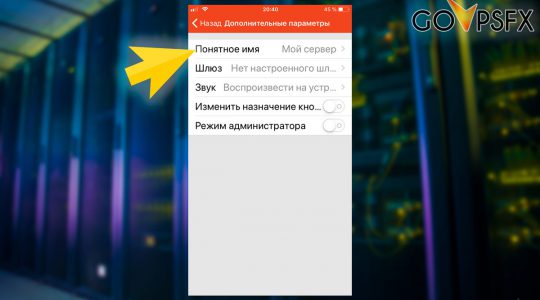 GOVPSFX
20:40
45 %
Назад Дополнительные параметры
Понятное имя Мой сервер
Шлюз Нет настроенного шл...
Звук Воспроизвести на устр...
Изменить назначение кно...
Режим администратора